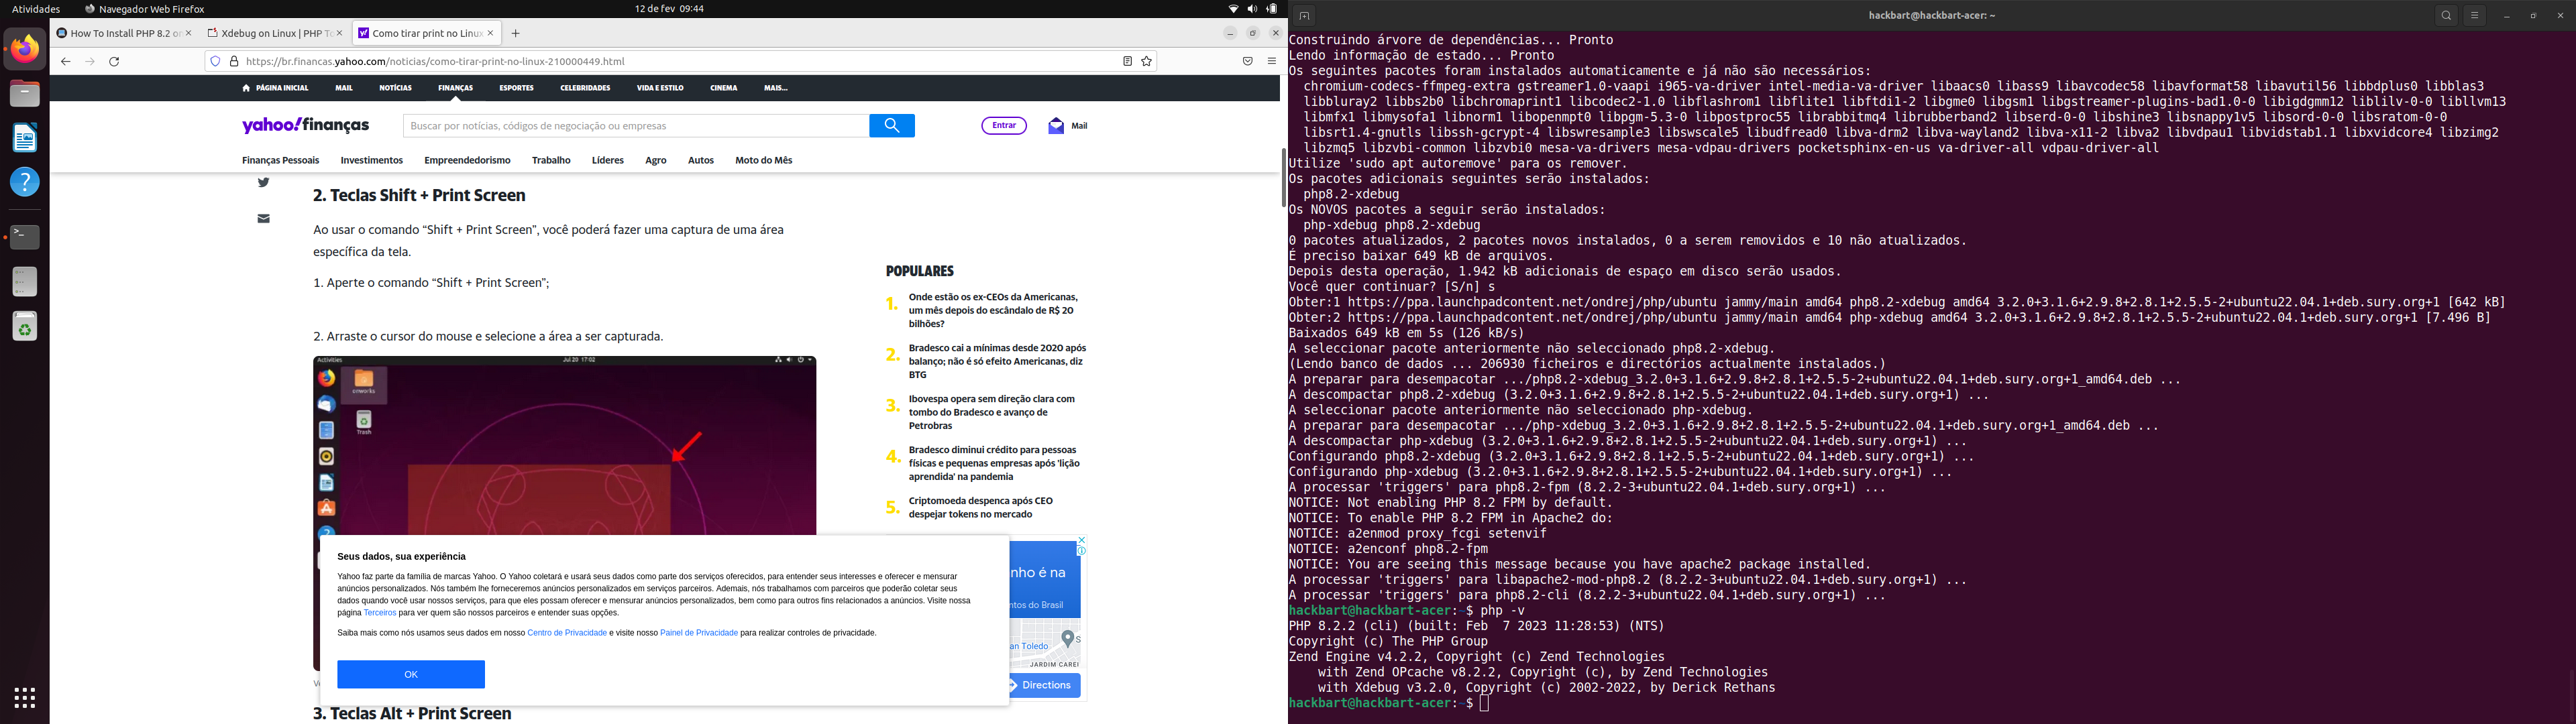 Atividades
Navegador Web Firefox
12 de fev 09:44
How To Install PHP 8.2 on
Xdebug on Linux | PHP To
Como tirar print no Linux
https://br.financas.yahoo.com/noticias/como-tirar-print-no-linux-210000449.html
PÁGINA INICIAL MAIL NOTÍCIAS FINANÇAS ESPORTES CELEBRIDADES VIDA E ESTILO CINEMA MAIS...
yahoo!finanças
Buscar por notícias, códigos de negociação ou empresas
Entrar
Mail
Finanças Pessoais Investimentos Empreendedorismo Trabalho Líderes Agro Autos Moto do Mês
2. Teclas Shift + Print Screen
Ao usar o comando “Shift + Print Screen”, você poderá fazer uma captura de uma área
específica da tela.
1. Aperte o comando “Shift + Print Screen”;
2. Arraste o cursor do mouse e selecione a área a ser capturada.
Activities
Jul 20 17:02
Trash
POPULARES
1. Onde estão os ex-CEOs da Americanas,
um mês depois do escândalo de R$ 20
bilhões?
2. Bradesco cai a mínimas desde 2020 após
balanço; não é só efeito Americanas, diz
BTG
3. Ibovespa opera sem direção clara com
tombo do Bradesco e avanço de
Petrobras
4. Bradesco diminui crédito para pessoas
físicas e pequenas empresas após 'lição
aprendida' na pandemia
5. Criptomoeda despenca após CEO
despejar tokens no mercado
Seus dados, sua experiência
Yahoo faz parte da família de marcas Yahoo. O Yahoo coletará e usará seus dados como parte dos serviços oferecidos, para entender seus interesses e oferecer e mensurar
anúncios personalizados. Nós também lhe forneceremos anúncios personalizados em serviços parceiros. Ademais, nós trabalhamos com parceiros que poderão coletar seus
dados quando você usar nossos serviços, para que eles possam oferecer e mensurar anúncios personalizados, bem como para outros fins relacionados a anúncios. Visite nossa
página Terceiros para ver quem são nossos parceiros e entender suas opções.
Saiba mais como nós usamos seus dados em nosso Centro de Privacidade e visite nosso Painel de Privacidade para realizar controles de privacidade.
OK
nho é na
ntos do Brasil
an Toledo
JARDIM CAREI
Directions
3. Teclas Alt + Print Screen
hackbart@hackbart-acer: ~
Construindo árvore de dependências... Pronto
Lendo informação de estado... Pronto
Os seguintes pacotes foram instalados automaticamente e já não são necessários:
chromium-codecs-ffmpeg-extra gstreamer1.0-vaapi i965-va-driver intel-media-va-driver libaacs0 libass9 libavcodec58 libavformat58 libavutil56 libbdplus0 libblas3
libbluray2 libbs2b0 libchromaprint1 libcodec2-1.0 libflashrom1 libflite1 libftdi1-2 libgme0 libgsm1 libgstreamer-plugins-bad1.0-0 libigdgmm12 liblilv-0-0 libllvm13
libmfx1 libmysofa1 libnorm1 libopenmpt0 libpgm-5.3-0 libpostproc55 librabbitmq4 librubberband2 libserd-0-0 libshine3 libsnappy1v5 libsord-0-0 libsratom-0-0
libsrt1.4-gnutls libssh-gcrypt-4 libswresample3 libswscale5 libudfread0 libva-drm2 libva-wayland2 libva-x11-2 libva2 libvdpau1 libvidstab1.1 libxvidcore4 libzimg2
libzmq5 libzvbi-common libzvbi0 mesa-va-drivers mesa-vdpau-drivers pocketsphinx-en-us va-driver-all vdpau-driver-all
Utilize 'sudo apt autoremove' para os remover.
Os pacotes adicionais seguintes serão instalados:
php8.2-xdebug
Os NOVOS pacotes a seguir serão instalados:
php-xdebug php8.2-xdebug
0 pacotes atualizados, 2 pacotes novos instalados, 0 a serem removidos e 10 não atualizados.
É preciso baixar 649 kB de arquivos.
Depois desta operação, 1.942 kB adicionais de espaço em disco serão usados.
Você quer continuar? [S/n] s
Obter:1 https://ppa.launchpadcontent.net/ondrej/php/ubuntu jammy/main amd64 php8.2-xdebug amd64 3.2.0+3.1.6+2.9.8+2.8.1+2.5.5-2+ubuntu22.04.1+deb.sury.org+1 [642 kB]
Obter:2 https://ppa.launchpadcontent.net/ondrej/php/ubuntu jammy/main amd64 php-xdebug amd64 3.2.0+3.1.6+2.9.8+2.8.1+2.5.5-2+ubuntu22.04.1+deb.sury.org+1 [7.496 B]
Baixados 649 kB em 5s (126 kB/s)
A seleccionar pacote anteriormente não seleccionado php8.2-xdebug.
(Lendo banco de dados ... 206930 ficheiros e directórios actualmente instalados.)
A preparar para desempacotar .../php8.2-xdebug_3.2.0+3.1.6+2.9.8+2.8.1+2.5.5-2+ubuntu22.04.1+deb.sury.org+1_amd64.deb ...
A descompactar php8.2-xdebug (3.2.0+3.1.6+2.9.8+2.8.1+2.5.5-2+ubuntu22.04.1+deb.sury.org+1) ...
A seleccionar pacote anteriormente não seleccionado php-xdebug.
A preparar para desempacotar .../php-xdebug_3.2.0+3.1.6+2.9.8+2.8.1+2.5.5-2+ubuntu22.04.1+deb.sury.org+1_amd64.deb ...
A descompactar php-xdebug (3.2.0+3.1.6+2.9.8+2.8.1+2.5.5-2+ubuntu22.04.1+deb.sury.org+1) ...
Configurando php8.2-xdebug (3.2.0+3.1.6+2.9.8+2.8.1+2.5.5-2+ubuntu22.04.1+deb.sury.org+1) ...
Configurando php-xdebug (3.2.0+3.1.6+2.9.8+2.8.1+2.5.5-2+ubuntu22.04.1+deb.sury.org+1) ...
A processar 'triggers' para php8.2-fpm (8.2.2-3+ubuntu22.04.1+deb.sury.org+1) ...
NOTICE: Not enabling PHP 8.2 FPM by default.
NOTICE: To enable PHP 8.2 FPM in Apache2 do:
NOTICE: a2enmod proxy_fcgi setenvif
NOTICE: a2enconf php8.2-fpm
NOTICE: You are seeing this message because you have apache2 package installed.
A processar 'triggers' para libapache2-mod-php8.2 (8.2.2-3+ubuntu22.04.1+deb.sury.org+1) ...
A processar 'triggers' para php8.2-cli (8.2.2-3+ubuntu22.04.1+deb.sury.org+1) ...
hackbart@hackbart-acer:~$ php -v
PHP 8.2.2 (cli) (built: Feb 7 2023 11:28:53) (NTS)
Copyright (c) The PHP Group
Zend Engine v4.2.2, Copyright (c) Zend Technologies
with Zend OPcache v8.2.2, Copyright (c), by Zend Technologies
with Xdebug v3.2.0, Copyright (c) 2002-2022, by Derick Rethans
hackbart@hackbart-acer:~$